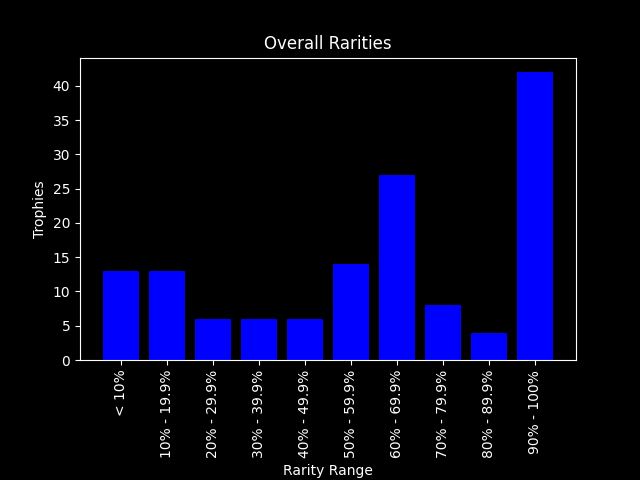 Overall Rarities
Trophies
40
35
30
25
20
15
10
5
0
< 10%
10% - 19.9%
20% - 29.9%
30% - 39.9%
40% - 49.9%
50% - 59.9%
60% - 69.9%
70% - 79.9%
80% - 89.9%
90% - 100%
Rarity Range